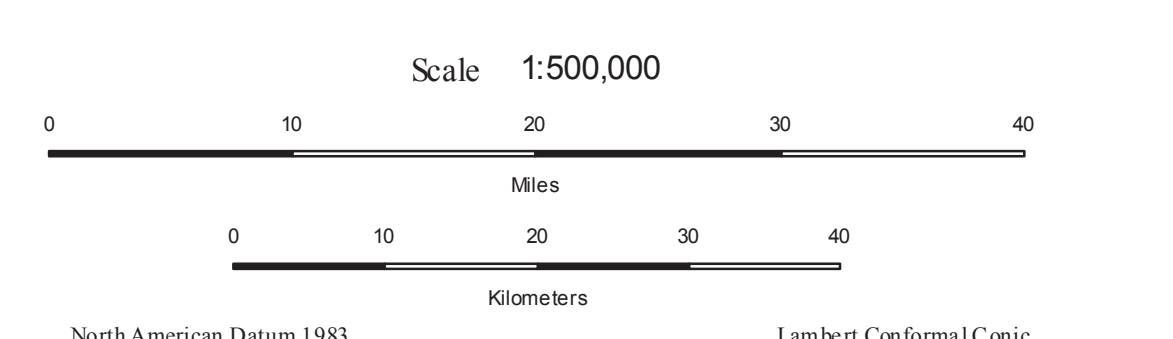 Scale 1:500,000
0 10 20 30 40
Miles
0 10 20 30 40
Kilometers
North American Datum 1983 Lambert Conformal Conic